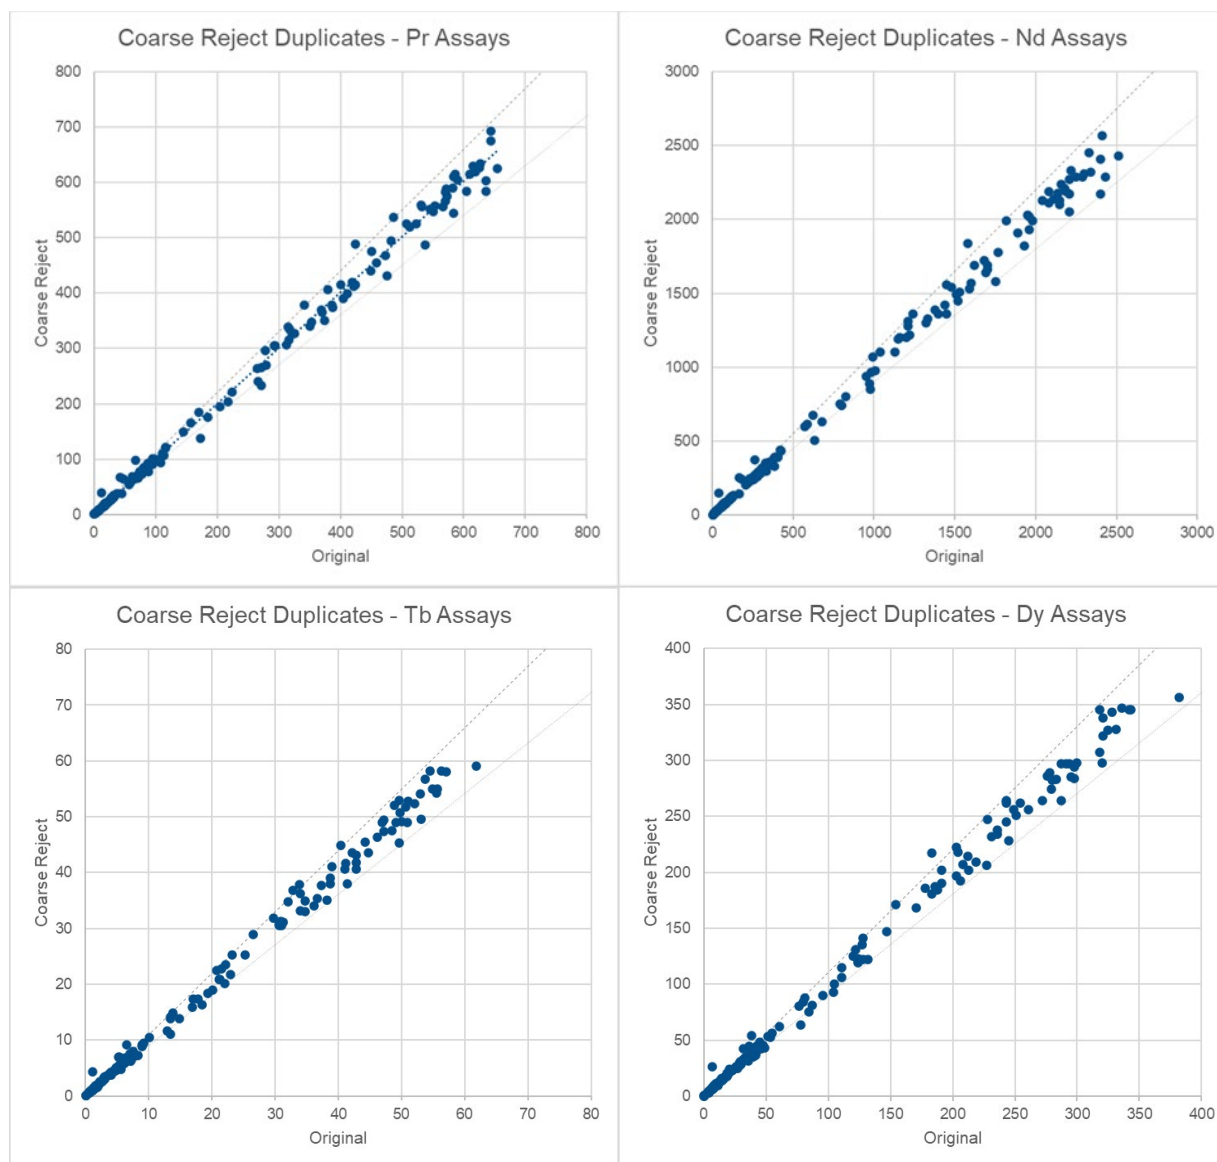 Coarse Reject Duplicates - Pr Assays
800
700
600
500
400
300
200
100
0
Coarse Reject
0 100 200 300 400 500 600 700 800
Original
Coarse Reject Duplicates - Nd Assays
3000
2500
2000
1500
1000
500
0
Coarse Reject
0 500 1000 1500 2000 2500 3000
Original
Coarse Reject Duplicates - Tb Assays
80
70
60
50
40
30
20
10
0
Coarse Reject
0 10 20 30 40 50 60 70 80
Original
Coarse Reject Duplicates - Dy Assays
400
350
300
250
200
150
100
50
0
Coarse Reject
0 50 100 150 200 250 300 350 400
Original